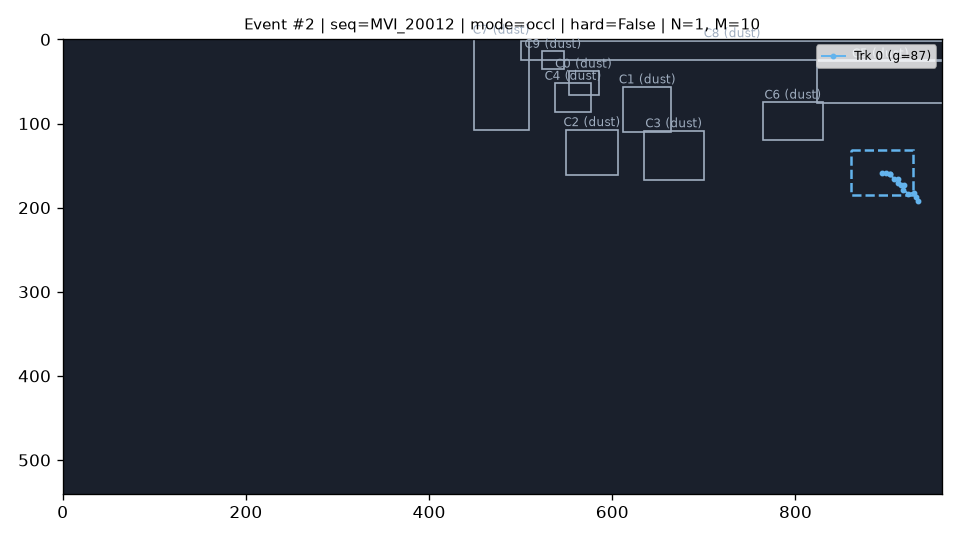 Event #2 | seq=MVI_20012 | mode=occl | hard=False | N=1, M=10
C7 (dust)
C8 (dust)
C9 (dust)
Trk 0 (g=87)
C0 (dust)
C4 (dust)
C1 (dust)
C6 (dust)
C2 (dust)
C3 (dust)
0
100
200
300
400
500
0
200
400
600
800